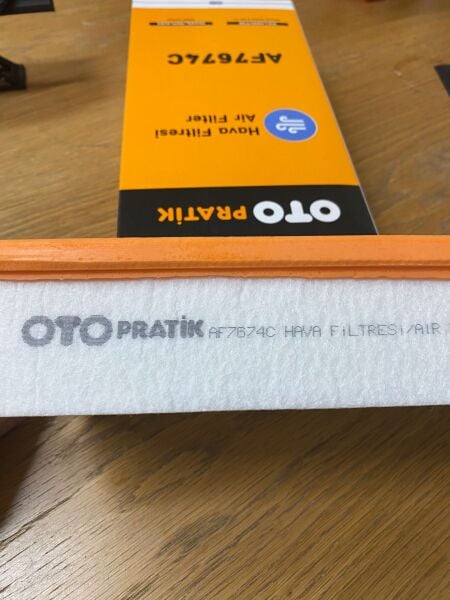 AF7674C
Hava Filtresi
Air Filter
OTO PRATİK
OTO PRATİK AF7674C HAVA FİLTRESİ/AIR